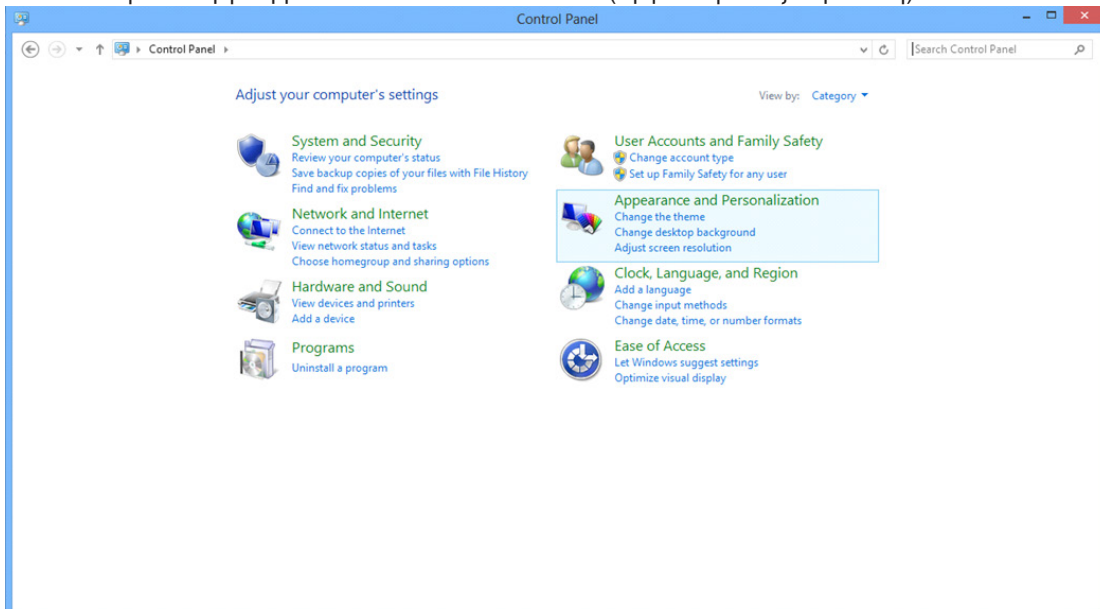 Control Panel
Control Panel
Search Control Panel
Adjust your computer's settings
View by: Category
System and Security
Review your computer's status
Save backup copies of your files with File History
Find and fix problems
Network and Internet
Connect to the Internet
View network status and tasks
Choose homegroup and sharing options
Hardware and Sound
View devices and printers
Add a device
Programs
Uninstall a program
User Accounts and Family Safety
Change account type
Set up Family Safety for any user
Appearance and Personalization
Change the theme
Change desktop background
Adjust screen resolution
Clock, Language, and Region
Add a language
Change input methods
Change date, time, or number formats
Ease of Access
Let Windows suggest settings
Optimize visual display